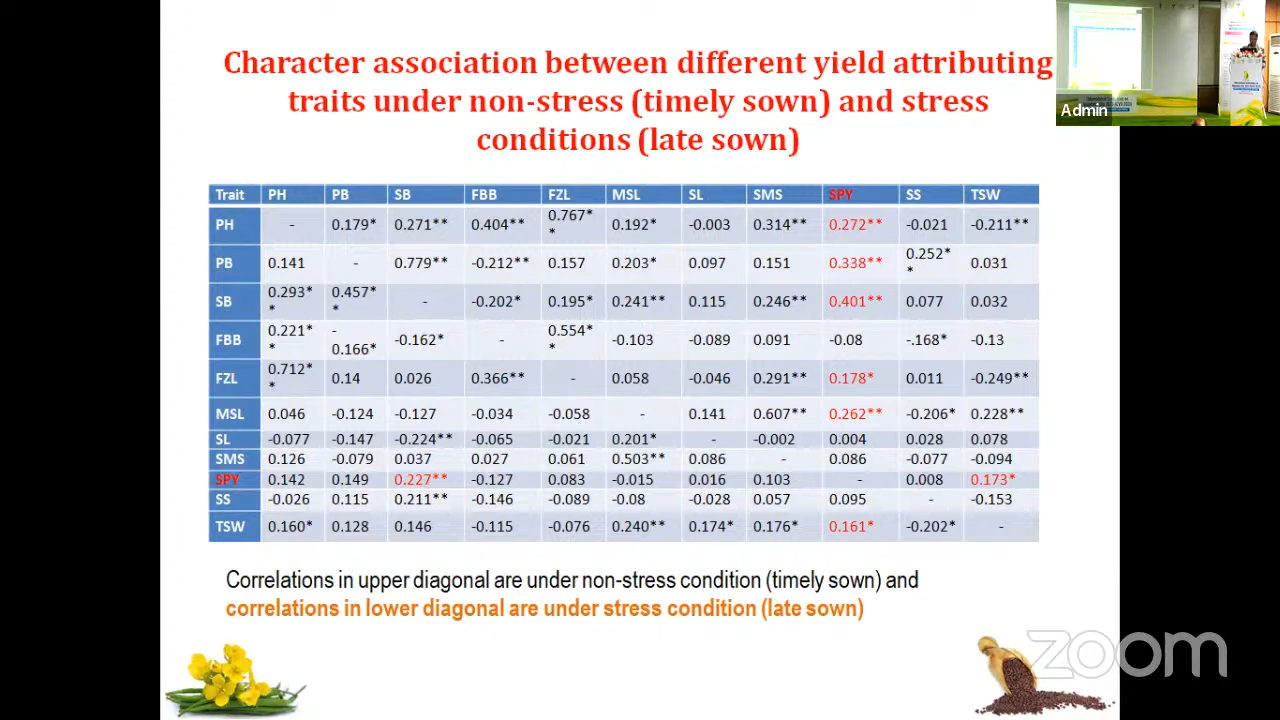 Character association between different yield attributing
traits under non-stress (timely sown) and stress
conditions (late sown)
Admin
Trait PH PB SB FBB FZL MSL SL SMS SPY SS TSW
PH - 0.179* 0.271** 0.404** 0.767** 0.192* -0.003 0.314** 0.272** -0.021 -0.211**
PB 0.141 - 0.779** -0.212** 0.157 0.203* 0.097 0.151 0.338** 0.252** 0.031
SB 0.293** 0.457** - -0.202* 0.195* 0.241** 0.115 0.246** 0.401** 0.077 0.032
FBB 0.221** -0.166* -0.162* - 0.554** -0.103 -0.089 0.091 -0.08 -.168* -0.13
FZL 0.712** 0.14 0.026 0.366** - 0.058 -0.046 0.291** 0.178* 0.011 -0.249**
MSL 0.046 -0.124 -0.127 -0.034 -0.058 - 0.141 0.607** 0.262** -0.206* 0.228**
SL -0.077 -0.147 -0.224** -0.065 -0.021 0.201* - -0.002 0.004 0.028 0.078
SMS 0.126 -0.079 0.037 0.027 0.061 0.503** 0.086 - 0.086 -0.077 -0.094
SPY 0.142 0.149 0.227** -0.127 0.083 -0.015 0.016 0.103 - 0.008 0.173*
SS -0.026 0.115 0.211** -0.146 -0.089 -0.08 -0.028 0.057 0.095 - -0.153
TSW 0.160* 0.128 0.146 -0.115 -0.076 0.240** 0.174* 0.176* 0.161* -0.202* -
Correlations in upper diagonal are under non-stress condition (timely sown) and
correlations in lower diagonal are under stress condition (late sown)
zoom